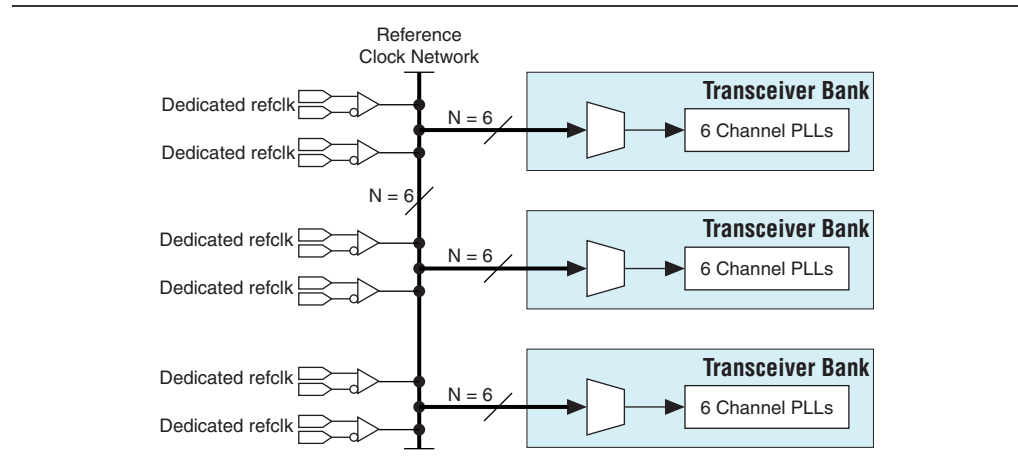 Reference
Clock Network
Dedicated refclk
N = 6
Transceiver Bank
6 Channel PLLs
Dedicated refclk
N = 6
Dedicated refclk
N = 6
Transceiver Bank
6 Channel PLLs
Dedicated refclk
Dedicated refclk
N = 6
Transceiver Bank
6 Channel PLLs
Dedicated refclk